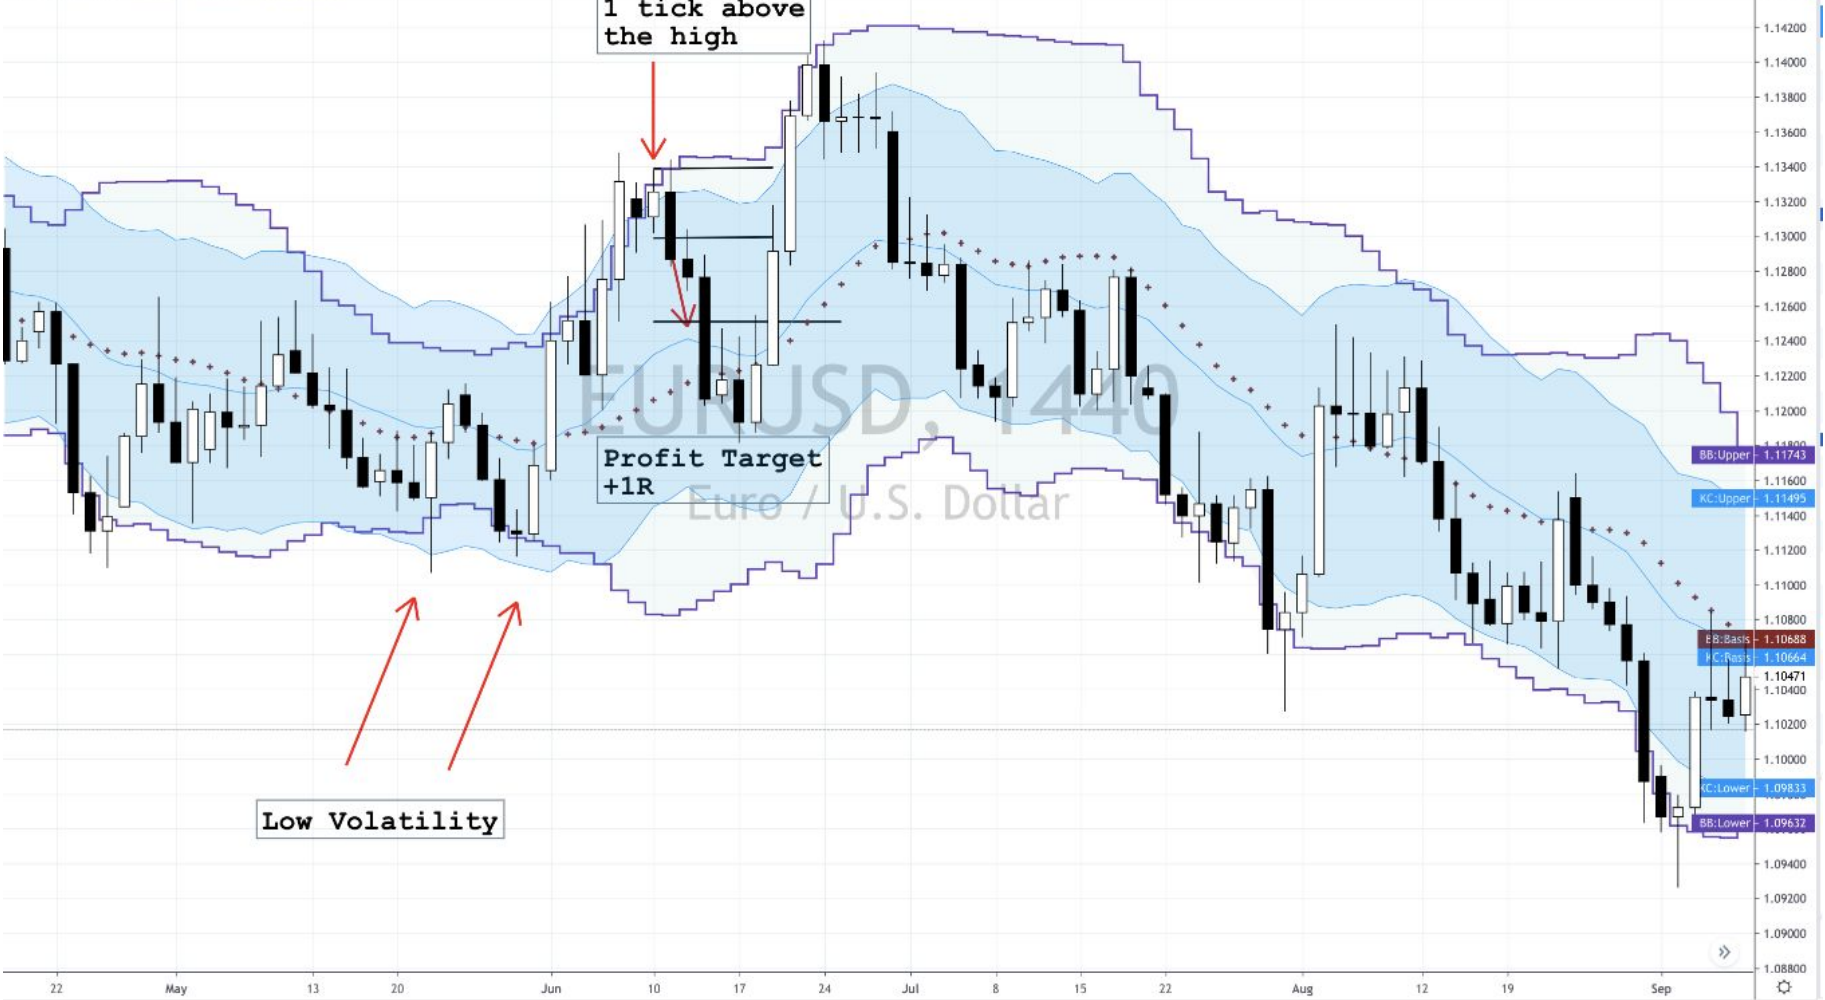 1 tick above
the high
EURUSD, 1440
Euro / U.S. Dollar
Profit Target
+1R
Low Volatility
1.14200
1.14000
1.13800
1.13600
1.13400
1.13200
1.13000
1.12800
1.12600
1.12400
1.12200
1.12000
BB:Upper 1.11743
1.11600
KC:Upper 1.11495
1.11400
1.11200
1.11000
1.10800
BB:Basis 1.10688
KC:Basis 1.10664
1.10471
1.10400
1.10200
1.10000
KC:Lower 1.09833
BB:Lower 1.09632
1.09400
1.09200
1.09000
1.08800
22 May 13 20 Jun 10 17 24 Jul 8 15 22 Aug 12 19 Sep